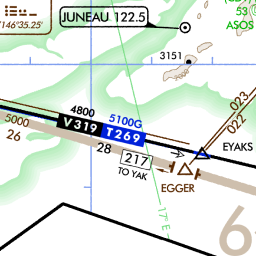 146°35.25'
JUNEAU 122.5
53
ASOS
3151
4800
5100G
V319
T269
5000
26
28
217
TO YAK
023
022
EYAKS
EGGER
17°E
6